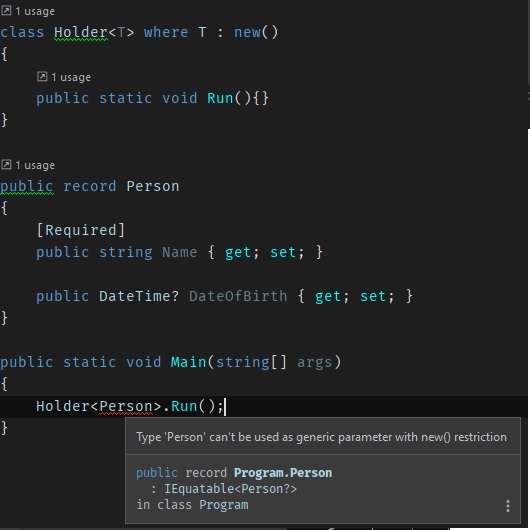 1 usage
class Holder<T> where T : new()
{
1 usage
public static void Run(){}
}
1 usage
public record Person
{
[Required]
public string Name { get; set; }
public DateTime? DateOfBirth { get; set; }
}
public static void Main(string[] args)
{
Holder<Person>.Run();
}
Type 'Person' can't be used as generic parameter with new() restriction
public record Program.Person
: IEquatable<Person?>
in class Program